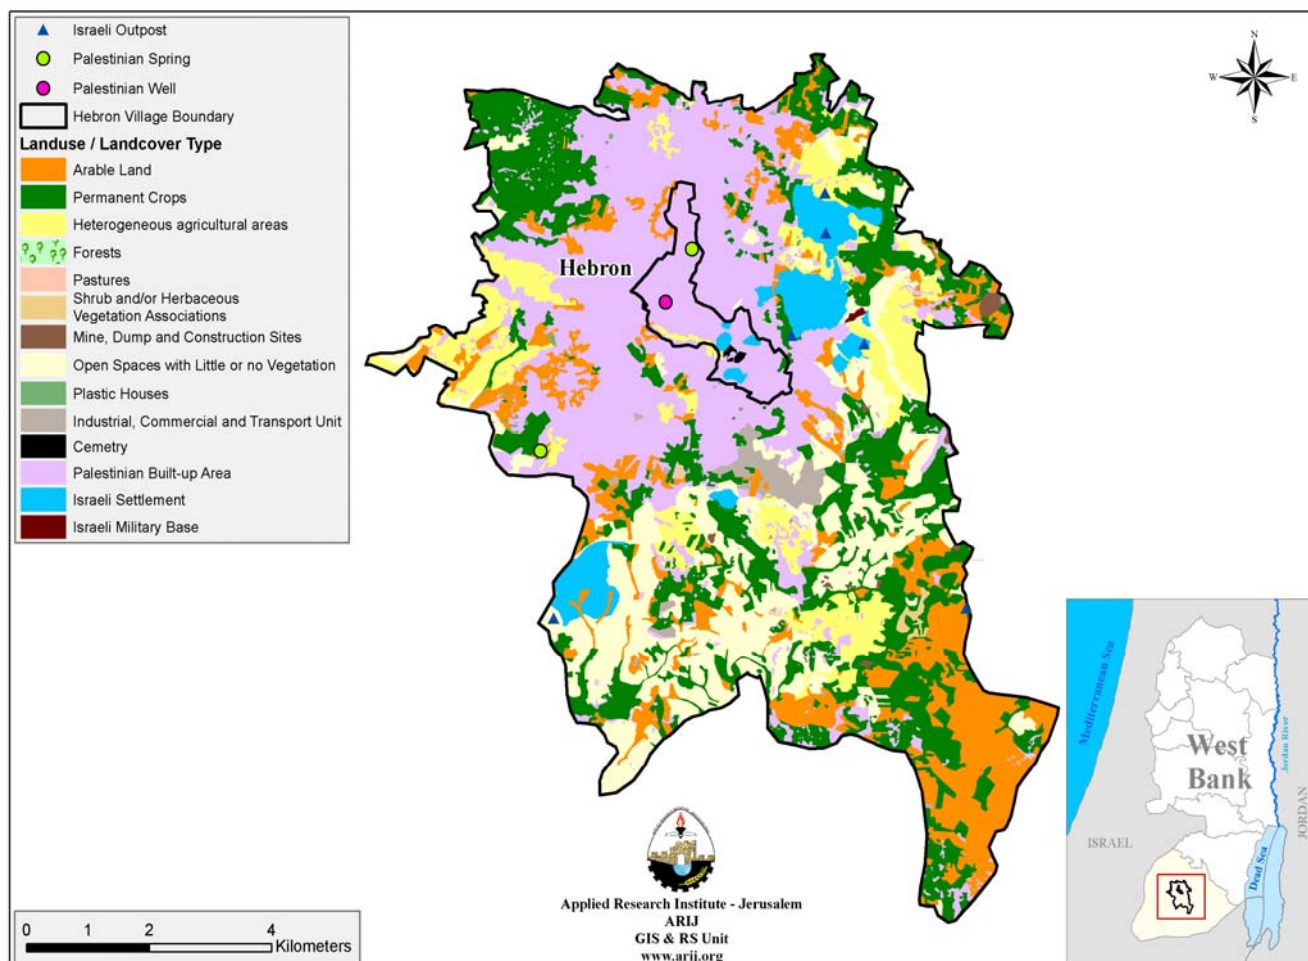 Israeli Outpost
Palestinian Spring
Palestinian Well
Hebron Village Boundary
Landuse / Landcover Type
Arable Land
Permanent Crops
Heterogeneous agricultural areas
Forests
Pastures
Shrub and/or Herbaceous
Vegetation Associations
Mine, Dump and Construction Sites
Open Spaces with Little or no Vegetation
Plastic Houses
Industrial, Commercial and Transport Unit
Cemetry
Palestinian Built-up Area
Israeli Settlement
Israeli Military Base
N
W
E
S
Hebron
Mediterranean Sea
West
Bank
Jordan River
JORDAN
ISRAEL
Dead Sea
Applied Research Institute - Jerusalem
ARIJ
GIS & RS Unit
www.arij.org
0 1 2 4
Kilometers